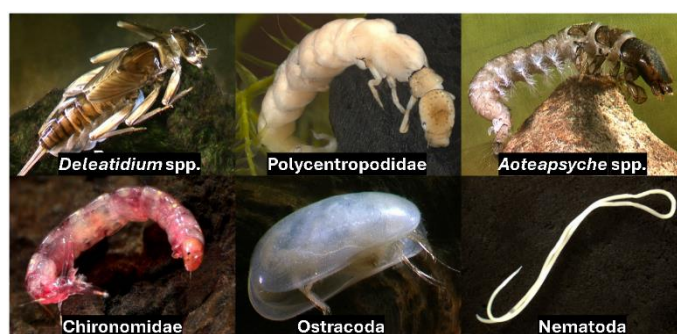 Deleatidium spp.
Polycentropodidae
Aoteapsyche spp.
Chironomidae
Ostracoda
Nematoda